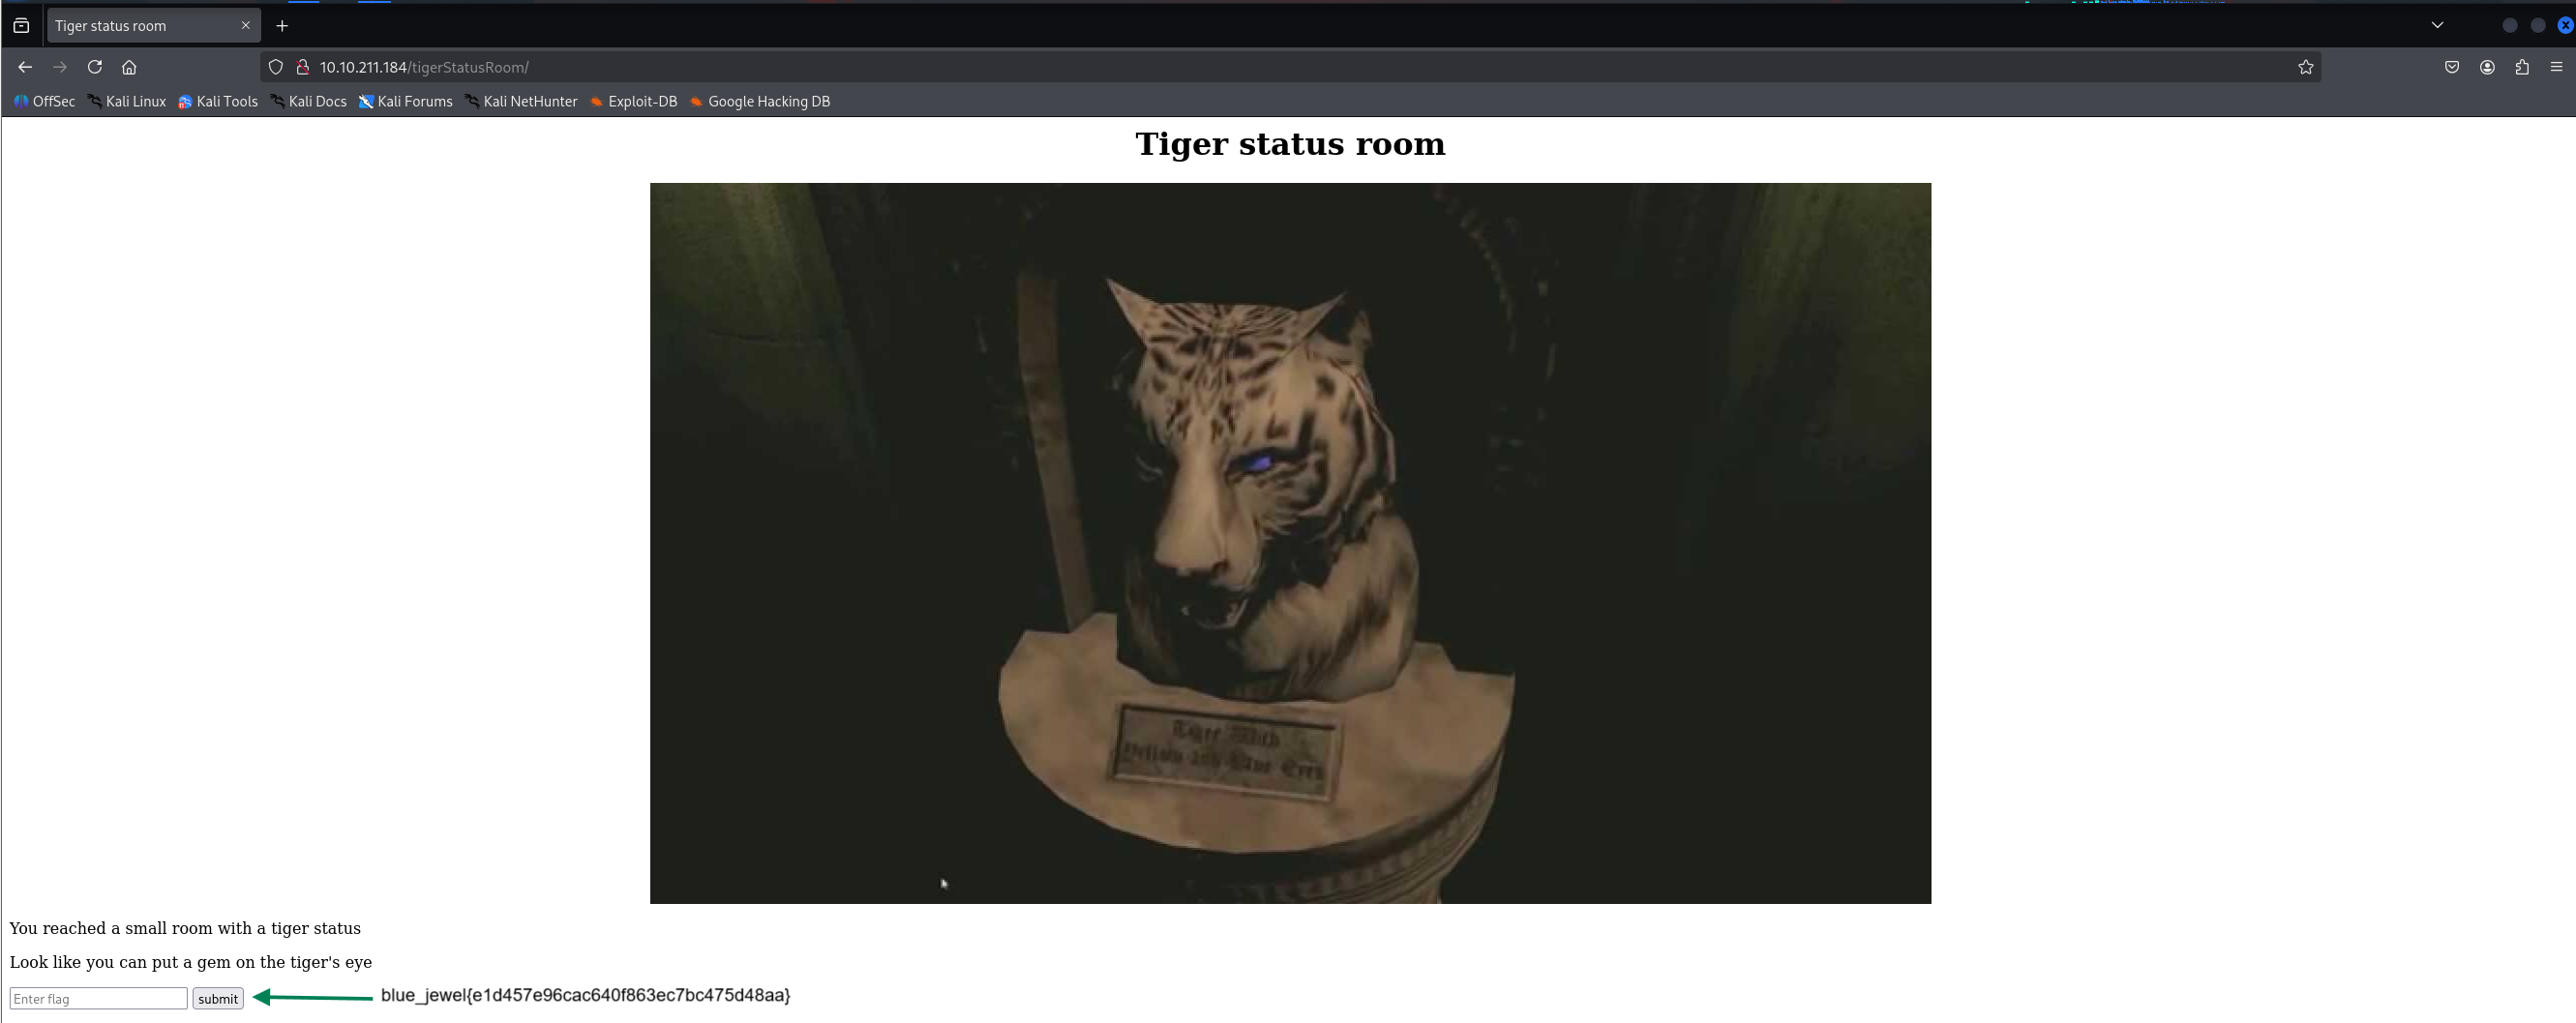 Tiger status room
10.10.211.184/tigerStatusRoom/
OffSec Kali Linux Kali Tools Kali Docs Kali Forums Kali NetHunter Exploit-DB Google Hacking DB
Tiger status room
You reached a small room with a tiger status
Look like you can put a gem on the tiger's eye
Enter flag submit blue_jewel{e1d457e96cac640f863ec7bc475d48aa}